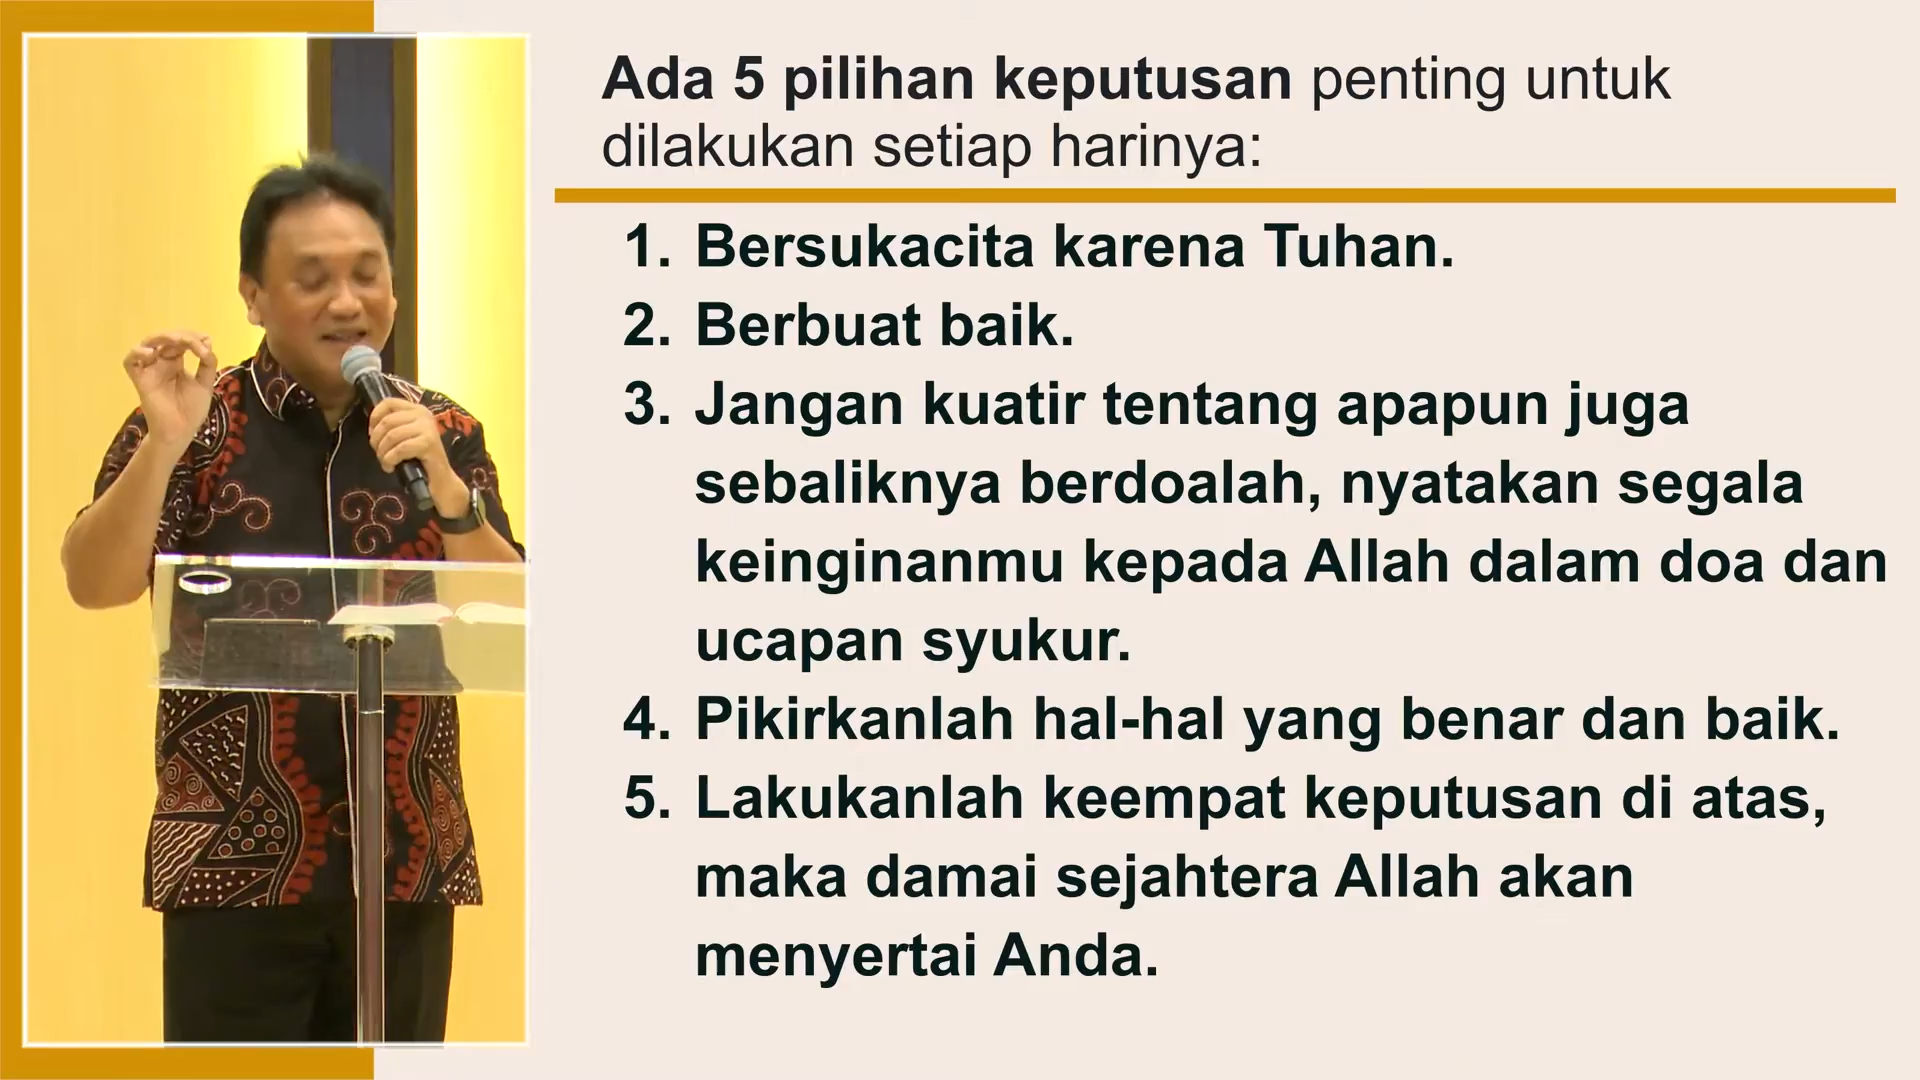 Ada 5 pilihan keputusan penting untuk
dilakukan setiap harinya:
1. Bersukacita karena Tuhan.
2. Berbuat baik.
3. Jangan kuatir tentang apapun juga
sebaliknya berdoalah, nyatakan segala
keinginanmu kepada Allah dalam doa dan
ucapan syukur.
4. Pikirkanlah hal-hal yang benar dan baik.
5. Lakukanlah keempat keputusan di atas,
maka damai sejahtera Allah akan
menyertai Anda.